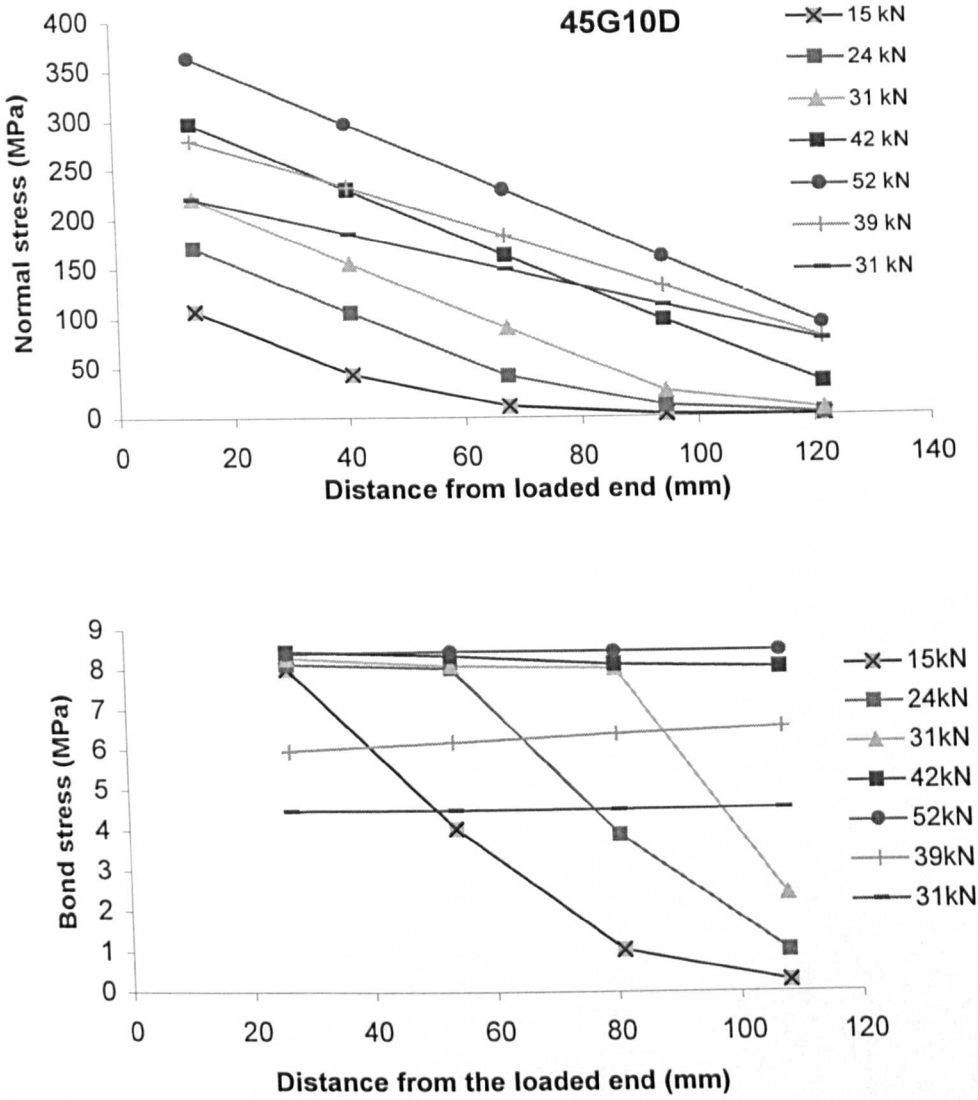 45G10D
400
350
300
250
200
150
100
50
0
Normal stress (MPa)
0 20 40 60 80 100 120 140
Distance from loaded end (mm)
15 kN
24 kN
31 kN
42 kN
52 kN
39 kN
31 kN
9
8
7
6
5
4
3
2
1
0
Bond stress (MPa)
0 20 40 60 80 100 120
Distance from the loaded end (mm)
15kN
24kN
31kN
42kN
52kN
39kN
31kN